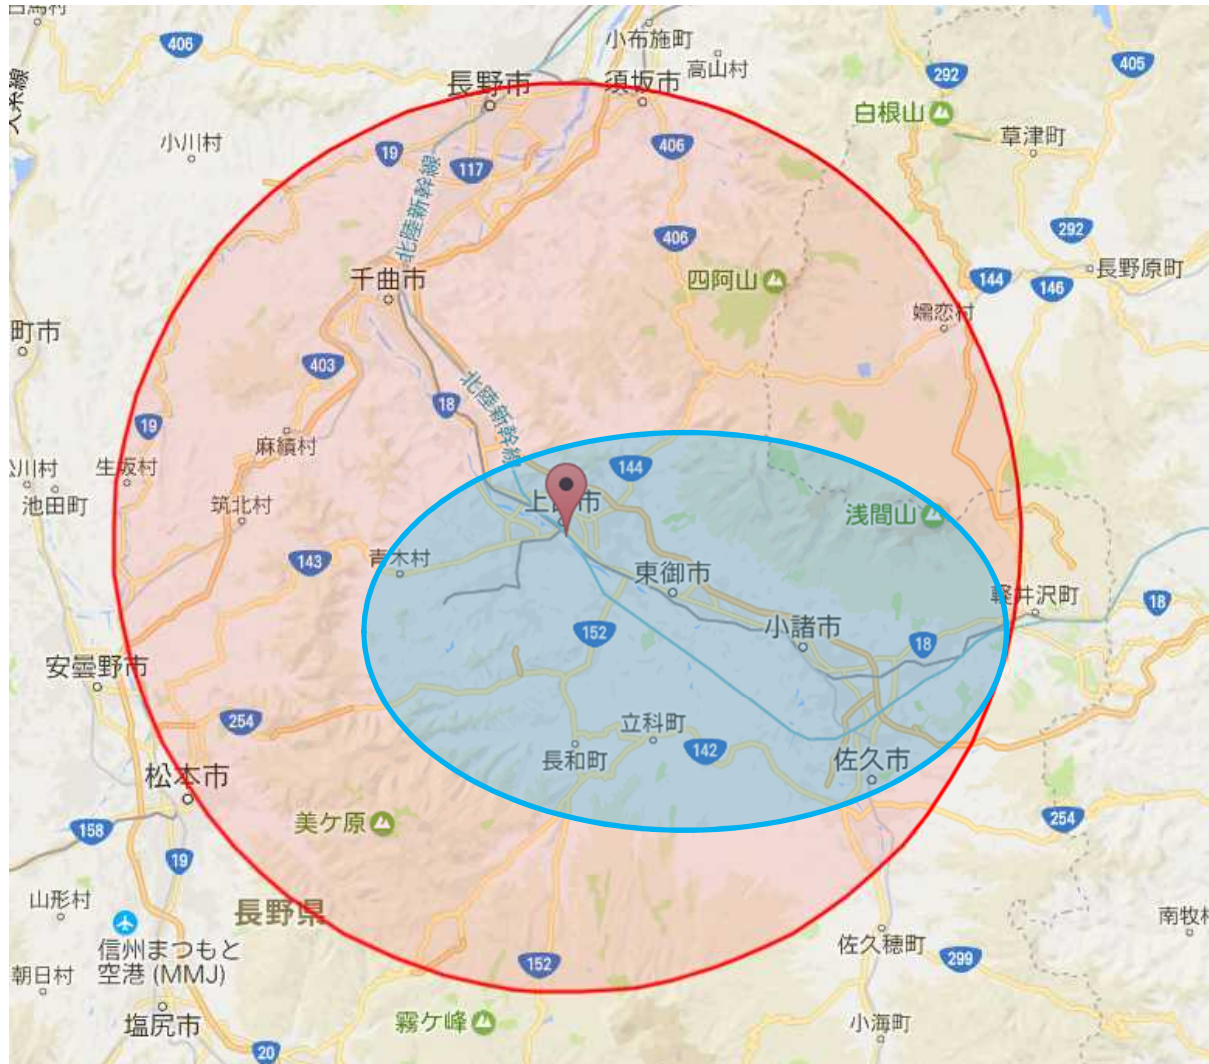 406
小布施町
高山村
405
292
長野市
須坂市
白根山
草津町
小川村
19
117
406
北陸新幹線
406
292
千曲市
四阿山
144
146
長野原町
嬬恋村
町市
403
北陸新幹線
18
19
麻績村
生坂村
144
池田町
筑北村
浅間山
143
青木村
東御市
軽井沢町
18
152
小諸市
18
安曇野市
254
立科町
142
長和町
佐久市
松本市
美ケ原
158
254
19
山形村
長野県
南牧村
信州まつもと
空港 (MMJ)
佐久穂町
朝日村
152
299
塩尻市
霧ケ峰
小海町
20